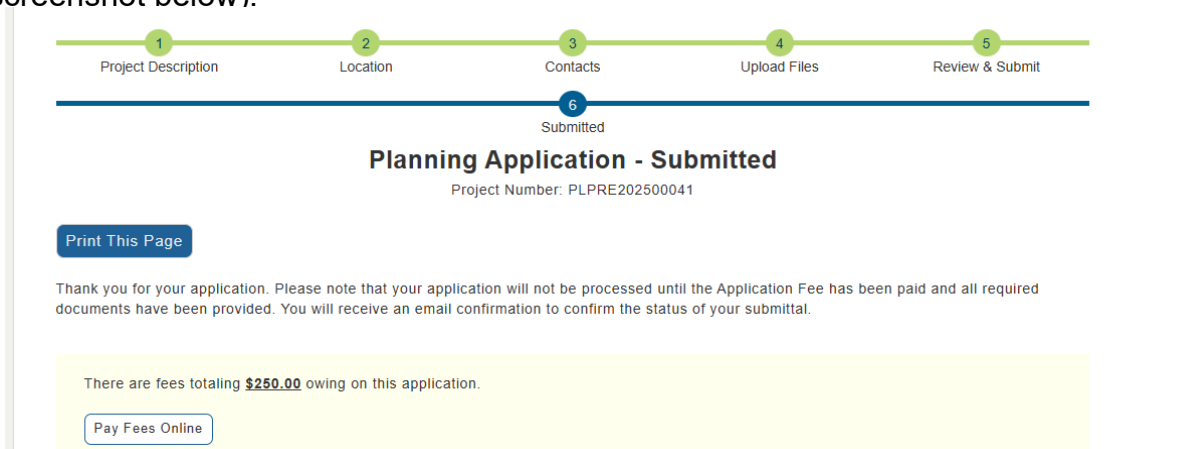 screenshot below).
1 2 3 4 5
Project Description Location Contacts Upload Files Review & Submit
6
Submitted
Planning Application - Submitted
Project Number: PLPRE202500041
Print This Page
Thank you for your application. Please note that your application will not be processed until the Application Fee has been paid and all required
documents have been provided. You will receive an email confirmation to confirm the status of your submittal.
There are fees totaling $250.00 owing on this application.
Pay Fees Online